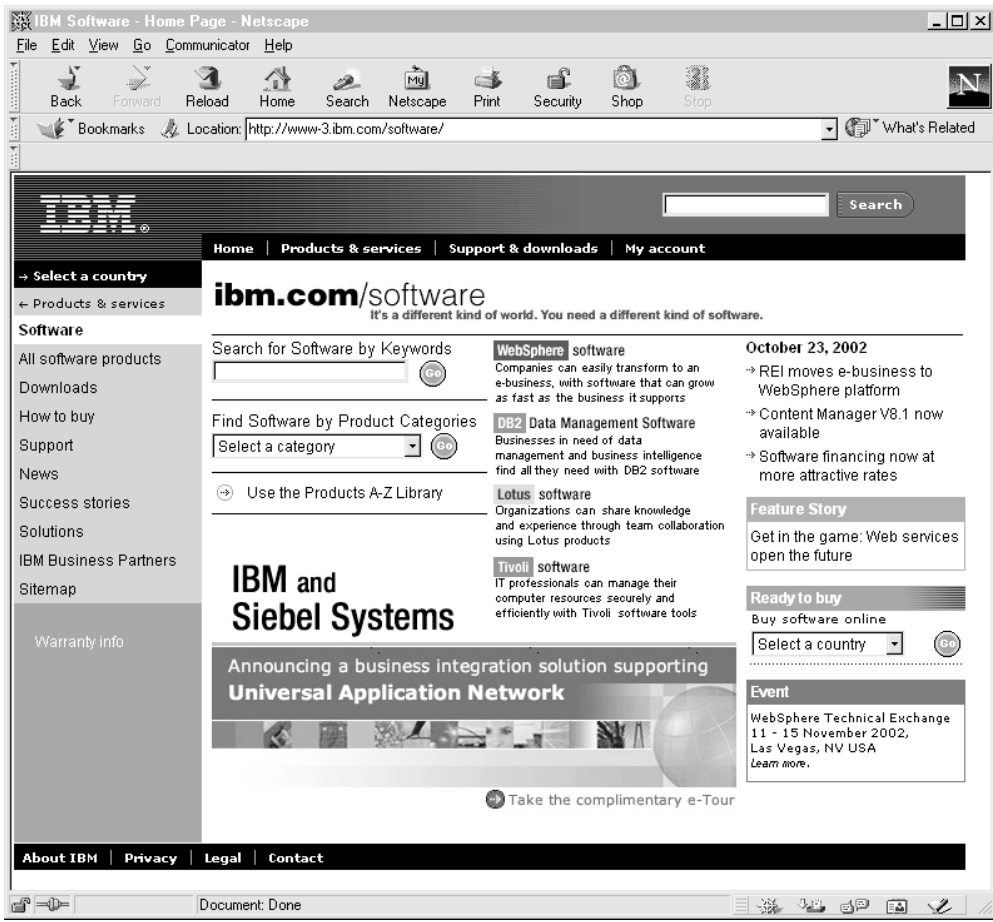 IBM Software - Home Page - Netscape
File Edit View Go Communicator Help
Back Forward Reload Home Search My Netscape Print Security Shop Stop
N
Bookmarks Location: http://www-3.ibm.com/software/ What's Related
IBM®
Search
Home | Products & services | Support & downloads | My account
→ Select a country
← Products & services
Software
All software products
Downloads
How to buy
Support
News
Success stories
Solutions
IBM Business Partners
Sitemap
Warranty info
ibm.com/software
It's a different kind of world. You need a different kind of software.
Search for Software by Keywords
Go
Find Software by Product Categories
Select a category Go
Use the Products A-Z Library
WebSphere software
Companies can easily transform to an
e-business, with software that can grow
as fast as the business it supports
DB2 Data Management Software
Businesses in need of data
management and business intelligence
find all they need with DB2 software
Lotus software
Organizations can share knowledge
and experience through team collaboration
using Lotus products
Tivoli software
IT professionals can manage their
computer resources securely and
efficiently with Tivoli software tools
IBM and
Siebel Systems
Announcing a business integration solution supporting
Universal Application Network
Take the complimentary e-Tour
October 23, 2002
REI moves e-business to
WebSphere platform
Content Manager V8.1 now
available
Software financing now at
more attractive rates
Feature Story
Get in the game: Web services
open the future
Ready to buy
Buy software online
Select a country Go
Event
WebSphere Technical Exchange
11 - 15 November 2002,
Las Vegas, NV USA
Learn more.
About IBM | Privacy | Legal | Contact
Document: Done